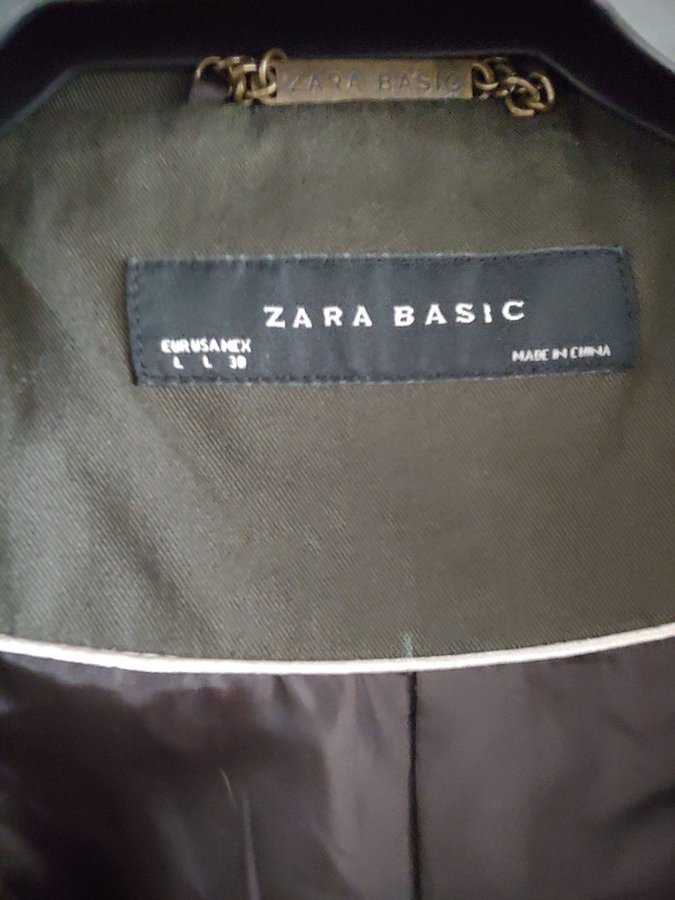 ZARA BASIC
ZARA BASIC
EUR USA MEX
L L 30
MADE IN CHINA